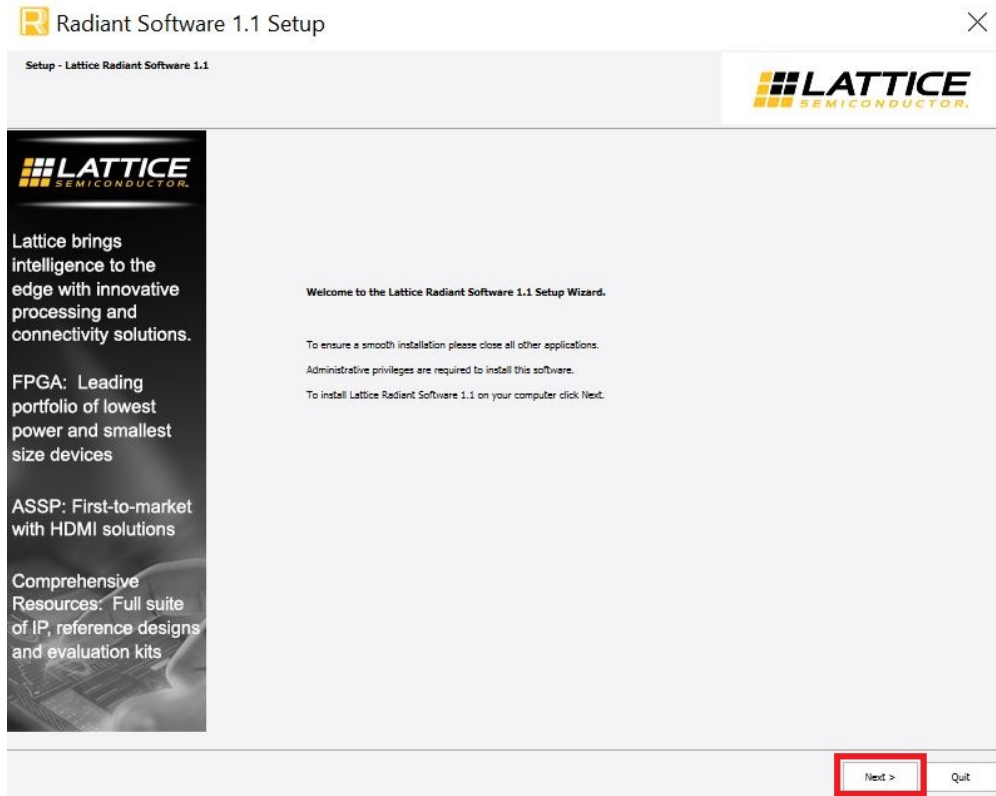 Radiant Software 1.1 Setup
Setup - Lattice Radiant Software 1.1
LATTICE
SEMICONDUCTOR.
LATTICE
SEMICONDUCTOR.
Lattice brings
intelligence to the
edge with innovative
processing and
connectivity solutions.
FPGA: Leading
portfolio of lowest
power and smallest
size devices
ASSP: First-to-market
with HDMI solutions
Comprehensive
Resources: Full suite
of IP, reference designs
and evaluation kits
Welcome to the Lattice Radiant Software 1.1 Setup Wizard.
To ensure a smooth installation please close all other applications.
Administrative privileges are required to install this software.
To install Lattice Radiant Software 1.1 on your computer click Next.
Next >
Quit